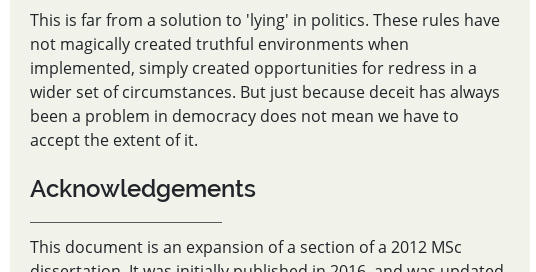 This is far from a solution to 'lying' in politics. These rules have
not magically created truthful environments when
implemented, simply created opportunities for redress in a
wider set of circumstances. But just because deceit has always
been a problem in democracy does not mean we have to
accept the extent of it.
Acknowledgements
This document is an expansion of a section of a 2012 MSc
dissertation. It was initially published in 2016, and was updated